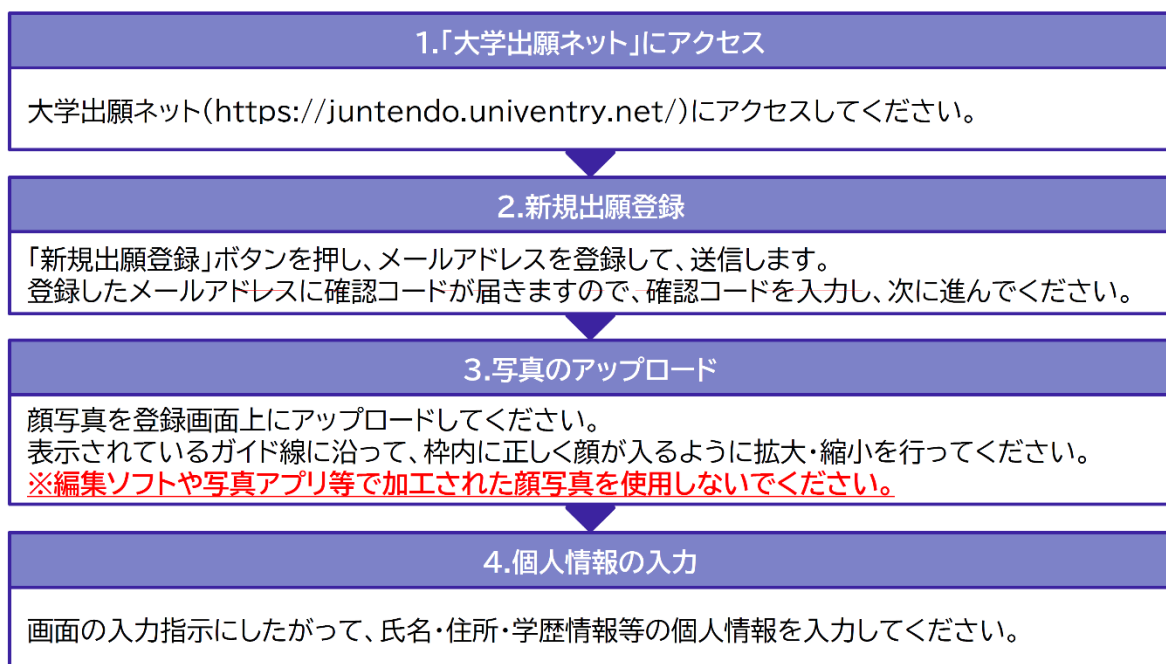 1.「大学出願ネット」にアクセス
大学出願ネット(https://juntendo.univentry.net/)にアクセスしてください。
2.新規出願登録
「新規出願登録」ボタンを押し、メールアドレスを登録して、送信します。
登録したメールアドレスに確認コードが届きますので、確認コードを入力し、次に進んでください。
3.写真のアップロード
顔写真を登録画面上にアップロードしてください。
表示されているガイド線に沿って、枠内に正しく顔が入るように拡大・縮小を行ってください。
※編集ソフトや写真アプリ等で加工された顔写真を使用しないでください。
4.個人情報の入力
画面の入力指示にしたがって、氏名・住所・学歴情報等の個人情報を入力してください。